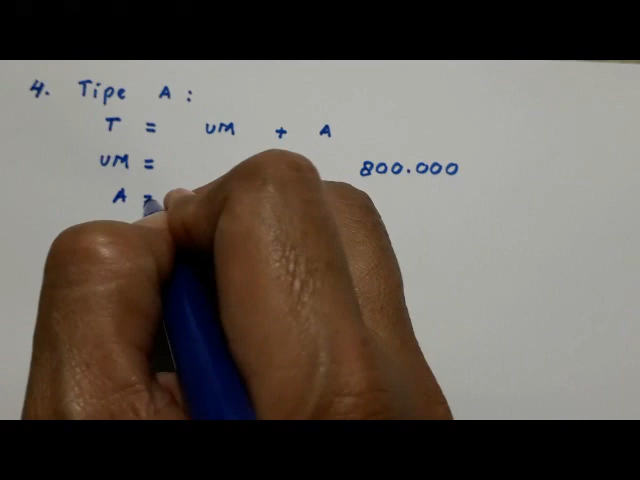 4. Tipe A :
T = UM + A
UM = 800.000
A =